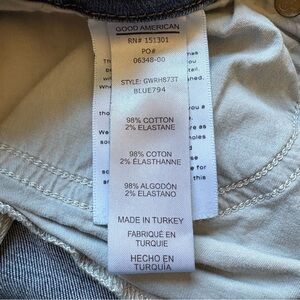 GOOD AMERICAN
RN# 151301
PO#
06348-00
STYLE: GWRH873T
BLUE794
98% COTTON
2% ELASTANE
98% COTON
2% ÉLASTHANNE
98% ALGODÓN
2% ELASTANO
MADE IN TURKEY
FABRIQUÉ EN
TURQUIE
HECHO EN
TURQUÍA